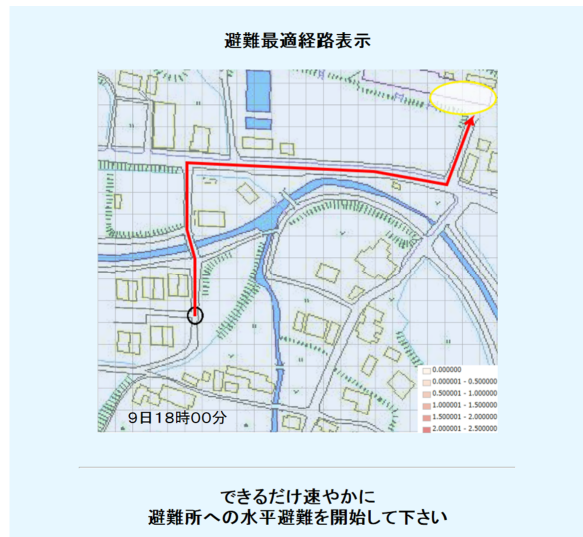 避難最適経路表示
0.000000
0.000001 - 0.500000
0.500001 - 1.000000
1.000001 - 1.500000
1.500001 - 2.000000
2.000001 - 2.500000
9日18時00分
できるだけ速やかに
避難所への水平避難を開始して下さい